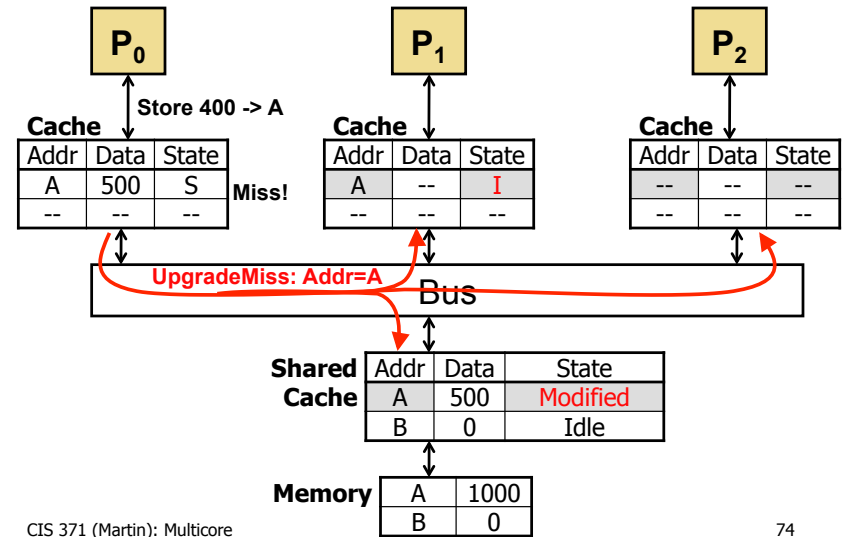 P0 P1 P2
Store 400 -> A
Cache Cache Cache
Addr Data State Addr Data State Addr Data State
A 500 S Miss! A -- I -- -- --
-- -- -- -- -- -- -- -- --
UpgradeMiss: Addr=A
Bus
Shared Addr Data State
Cache A 500 Modified
B 0 Idle
Memory A 1000
B 0
CIS 371 (Martin): Multicore 74